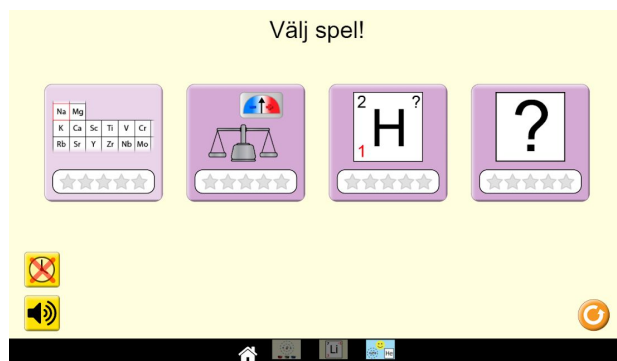 Välj spel!
Na Mg
K Ca Sc Ti V Cr
Rb Sr Y Zr Nb Mo
2 ?
H
1
?
Li
He